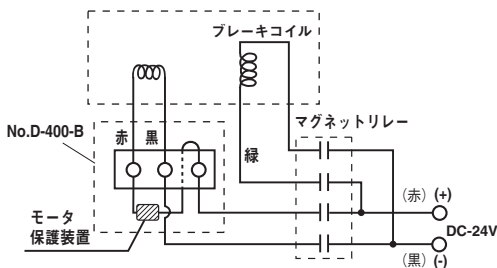 ブレーキコイル
マグネットリレー
No.D-400-B
赤 黒
緑
モータ
保護装置
(赤) (+)
DC-24V
(黒) (-)